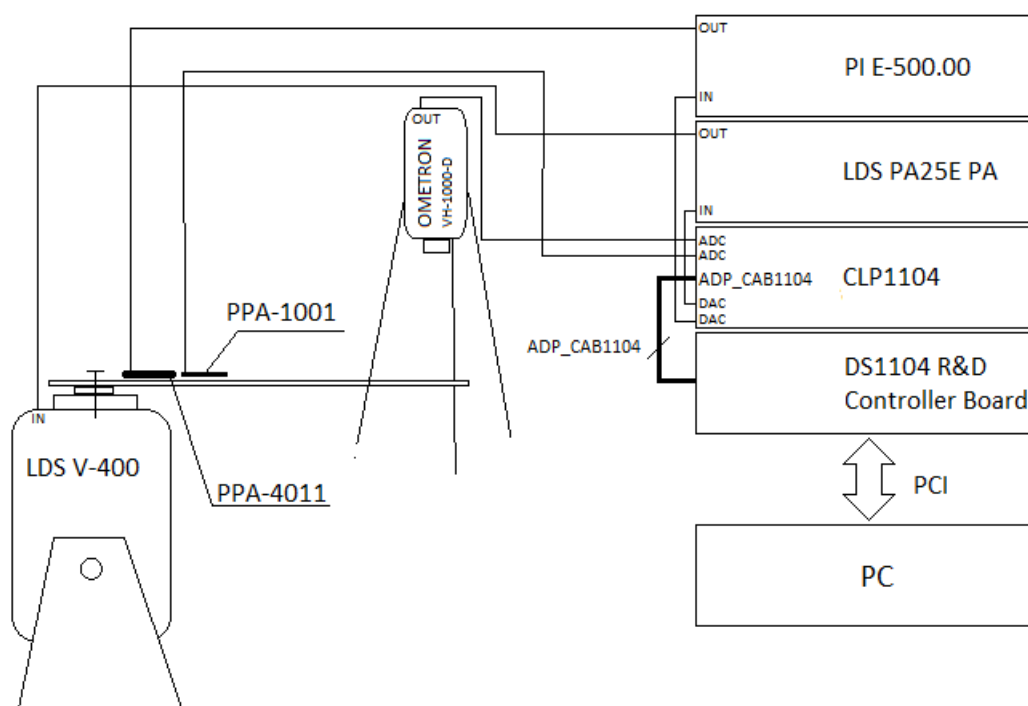 OUT
PI E-500.00
IN
OUT
LDS PA25E PA
IN
OUT
OMETRON
VH-1000-D
ADC
ADC
ADP_CAB1104
CLP1104
DAC
DAC
PPA-1001
ADP_CAB1104
DS1104 R&D
Controller Board
IN
LDS V-400
PPA-4011
PCI
PC